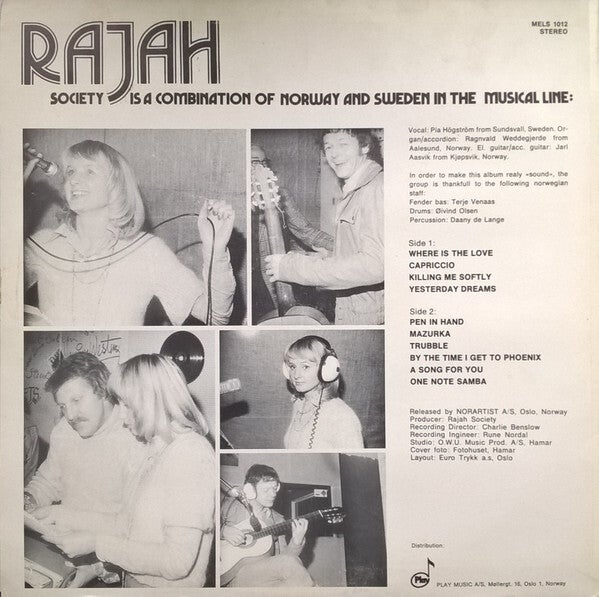 RAJAH
MELS 1012
STEREO
SOCIETY IS A COMBINATION OF NORWAY AND SWEDEN IN THE MUSICAL LINE:
Vocal: Pia Högström from Sundsvall, Sweden. Or-
gan/accordion: Ragnvald Weddegjerde from
Aalesund, Norway. El. guitar/acc. guitar: Jarl
Aasvik from Kjøpsvik, Norway.
In order to make this album realy «sound», the
group is thankfull to the following norwegian
staff:
Fender bas: Terje Venaas
Drums: Øivind Olsen
Percussion: Daany de Lange
Side 1:
WHERE IS THE LOVE
CAPRICCIO
KILLING ME SOFTLY
YESTERDAY DREAMS
Side 2:
PEN IN HAND
MAZURKA
TRUBBLE
BY THE TIME I GET TO PHOENIX
A SONG FOR YOU
ONE NOTE SAMBA
Released by NORARTIST A/S, Oslo, Norway
Producer: Rajah Society
Recording Director: Charlie Benslow
Recording Ingineer: Rune Nordal
Studio: O.W.U. Music Prod. A/S, Hamar
Cover foto: Fotohuset, Hamar
Layout: Euro Trykk a.s, Oslo
Distribution:
Play
PLAY MUSIC A/S, Møllergt. 16, Oslo 1, Norway